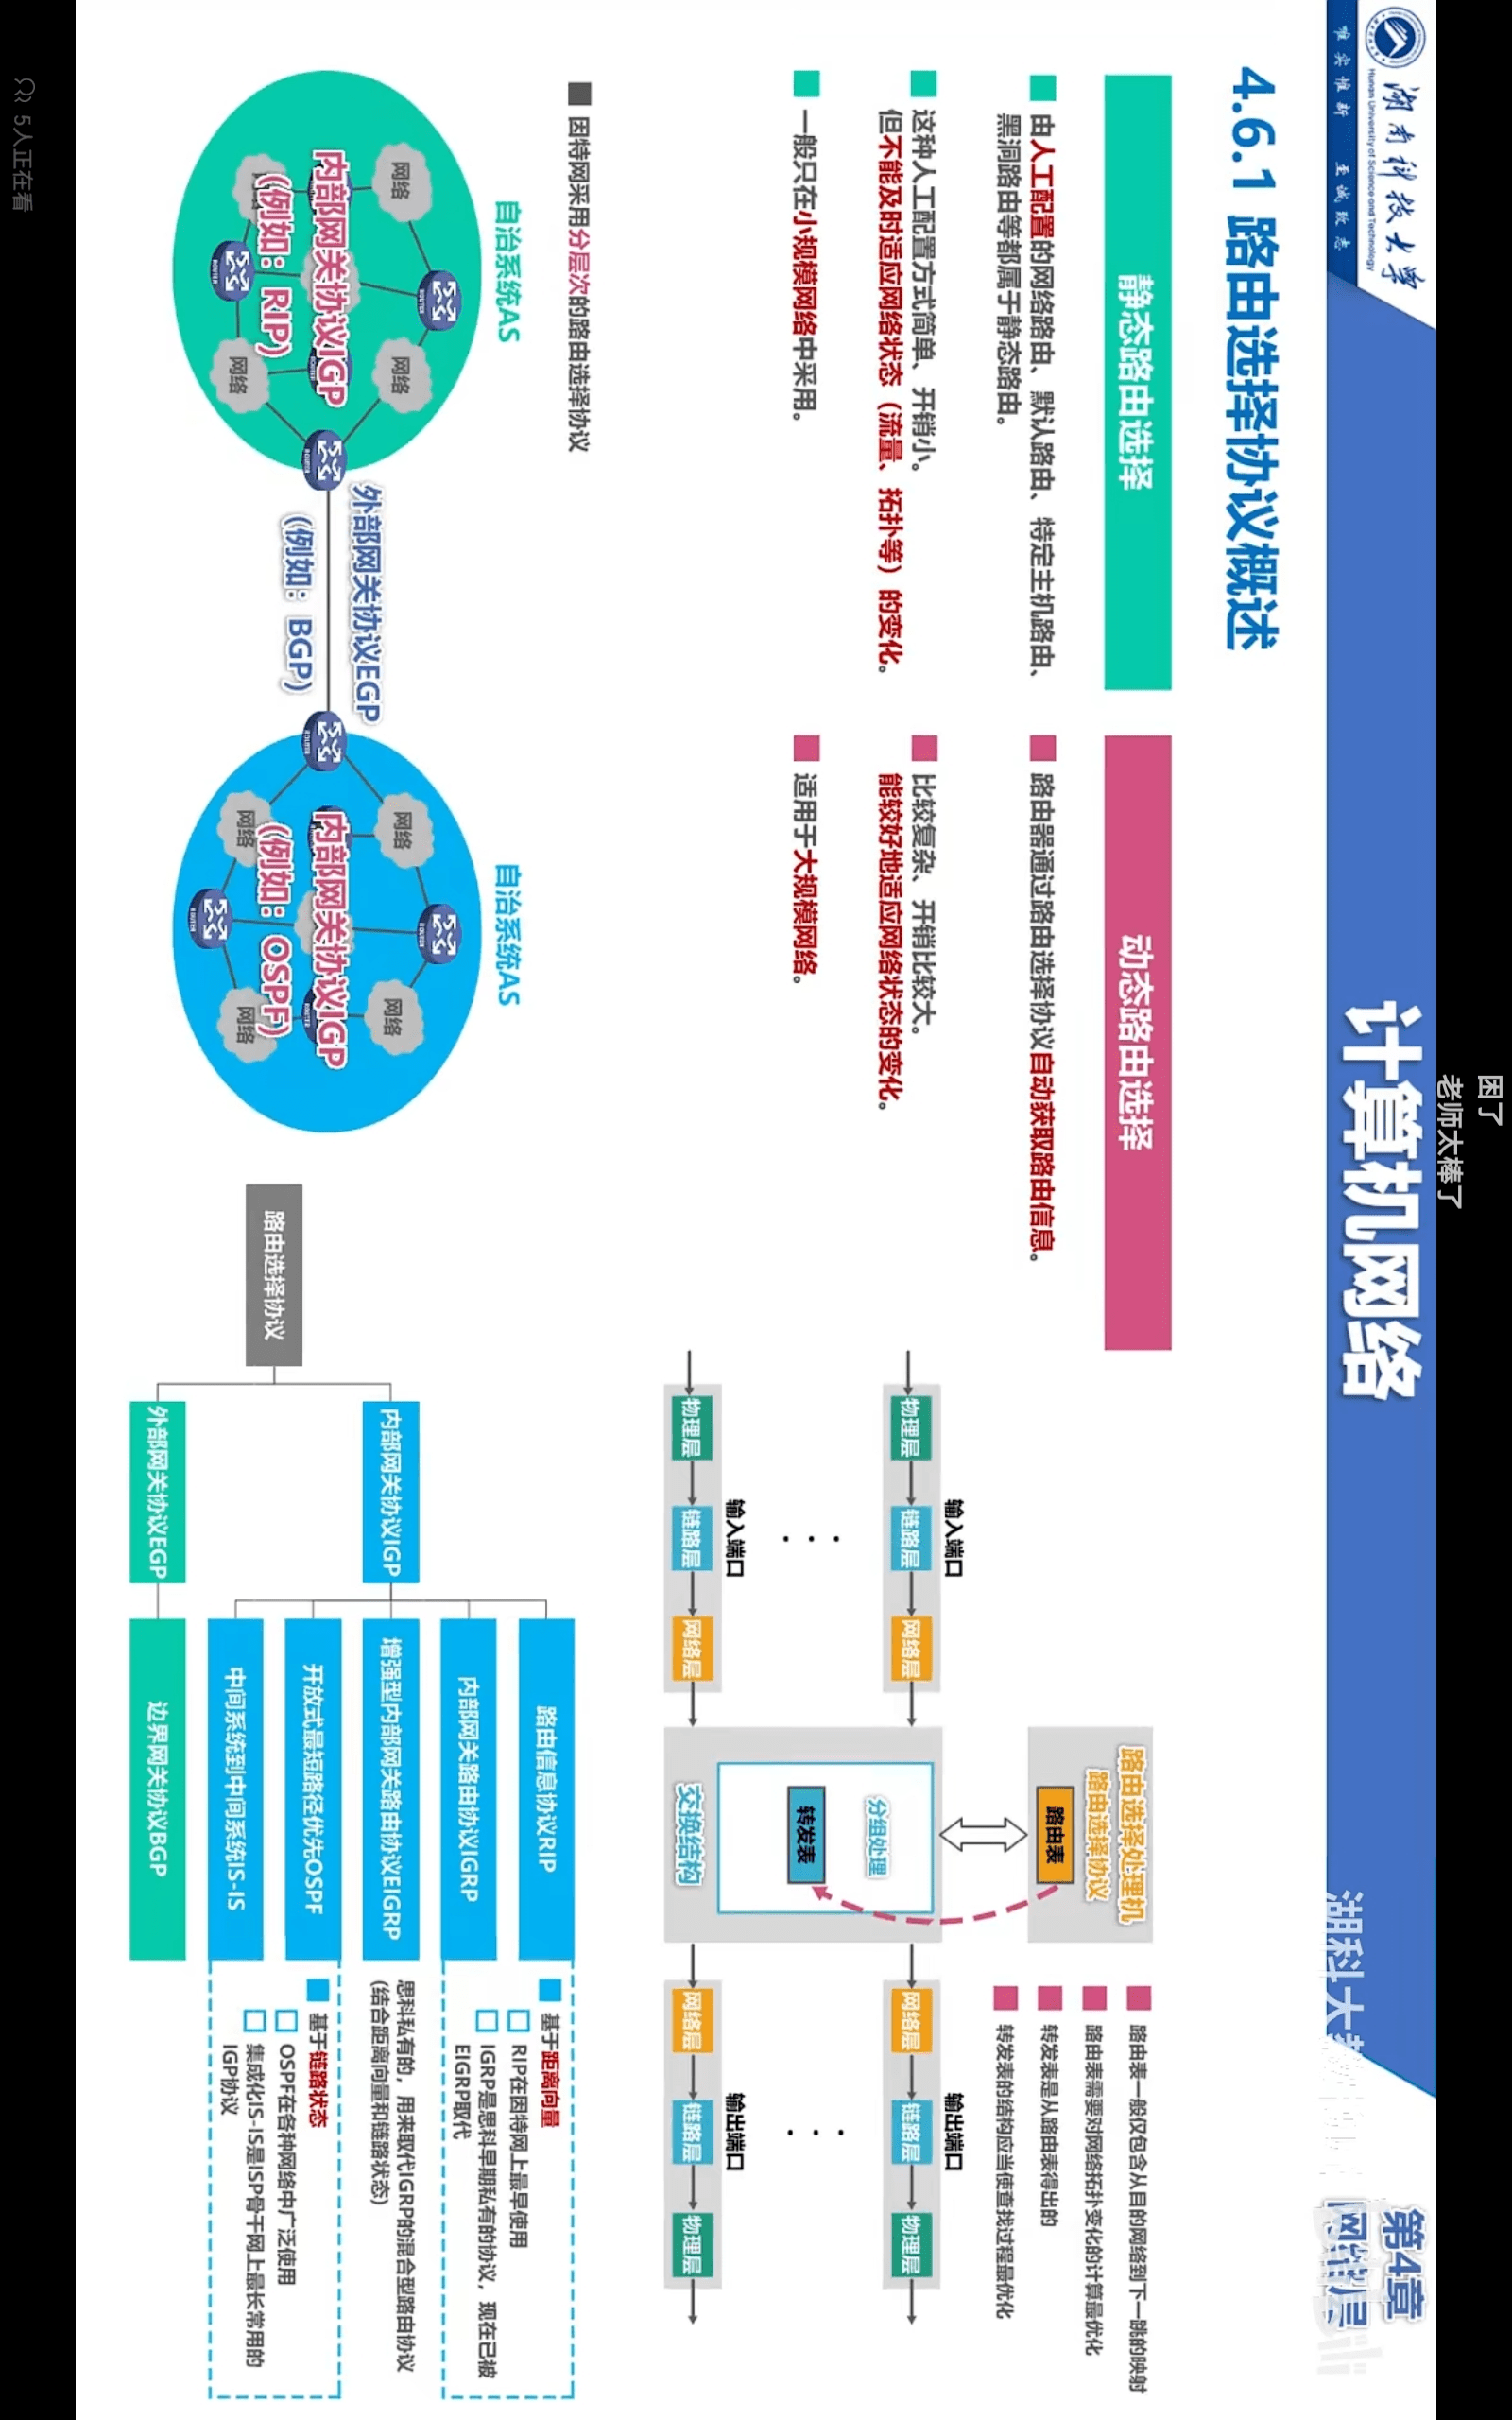 湖南科技大学
Hunan University of Science and Technology
唯实惟新 至诚致志
计算机网络
第4章
网络层
湖科大
困了
老师太棒了
4.6.1 路由选择协议概述
静态路由选择
由人工配置的网络路由、默认路由、特定主机路由、
黑洞路由等都属于静态路由。
这种人工配置方式简单、开销小。
但不能及时适应网络状态（流量、拓扑等）的变化。
一般只在小规模网络中采用。
动态路由选择
路由器通过路由选择协议自动获取路由信息。
比较复杂、开销比较大。
能较好地适应网络状态的变化。
适用于大规模网络。
路由选择处理机
路由选择协议
路由表
分组处理
转发表
交换结构
输入端口
物理层
链路层
网络层
输入端口
物理层
链路层
网络层
输出端口
网络层
链路层
物理层
输出端口
网络层
链路层
物理层
路由表一般仅包含从目的网络到下一跳的映射
路由表需要对网络拓扑变化的计算最优化
转发表是从路由表得出的
转发表的结构应当使查找过程最优化
因特网采用分层次的路由选择协议
自治系统AS
网络
网络
网络
内部网关协议IGP
(例如：RIP)
ROUTER
ROUTER
ROUTER
外部网关协议EGP
(例如：BGP)
自治系统AS
网络
网络
网络
网络
内部网关协议IGP
(例如：OSPF)
ROUTER
ROUTER
ROUTER
路由选择协议
内部网关协议IGP
外部网关协议EGP
路由信息协议RIP
内部网关路由协议IGRP
增强型内部网关路由协议EIGRP
开放式最短路径优先OSPF
中间系统到中间系统IS-IS
边界网关协议BGP
基于距离向量
RIP在因特网上最早使用
IGRP是思科早期私有的协议，现在已被
EIGRP取代
思科私有的，用来取代IGRP的混合型路由协议
(结合距离向量和链路状态)
基于链路状态
OSPF在各种网络中广泛使用
集成化IS-IS是ISP骨干网上最长常用的
IGP协议
5人正在看